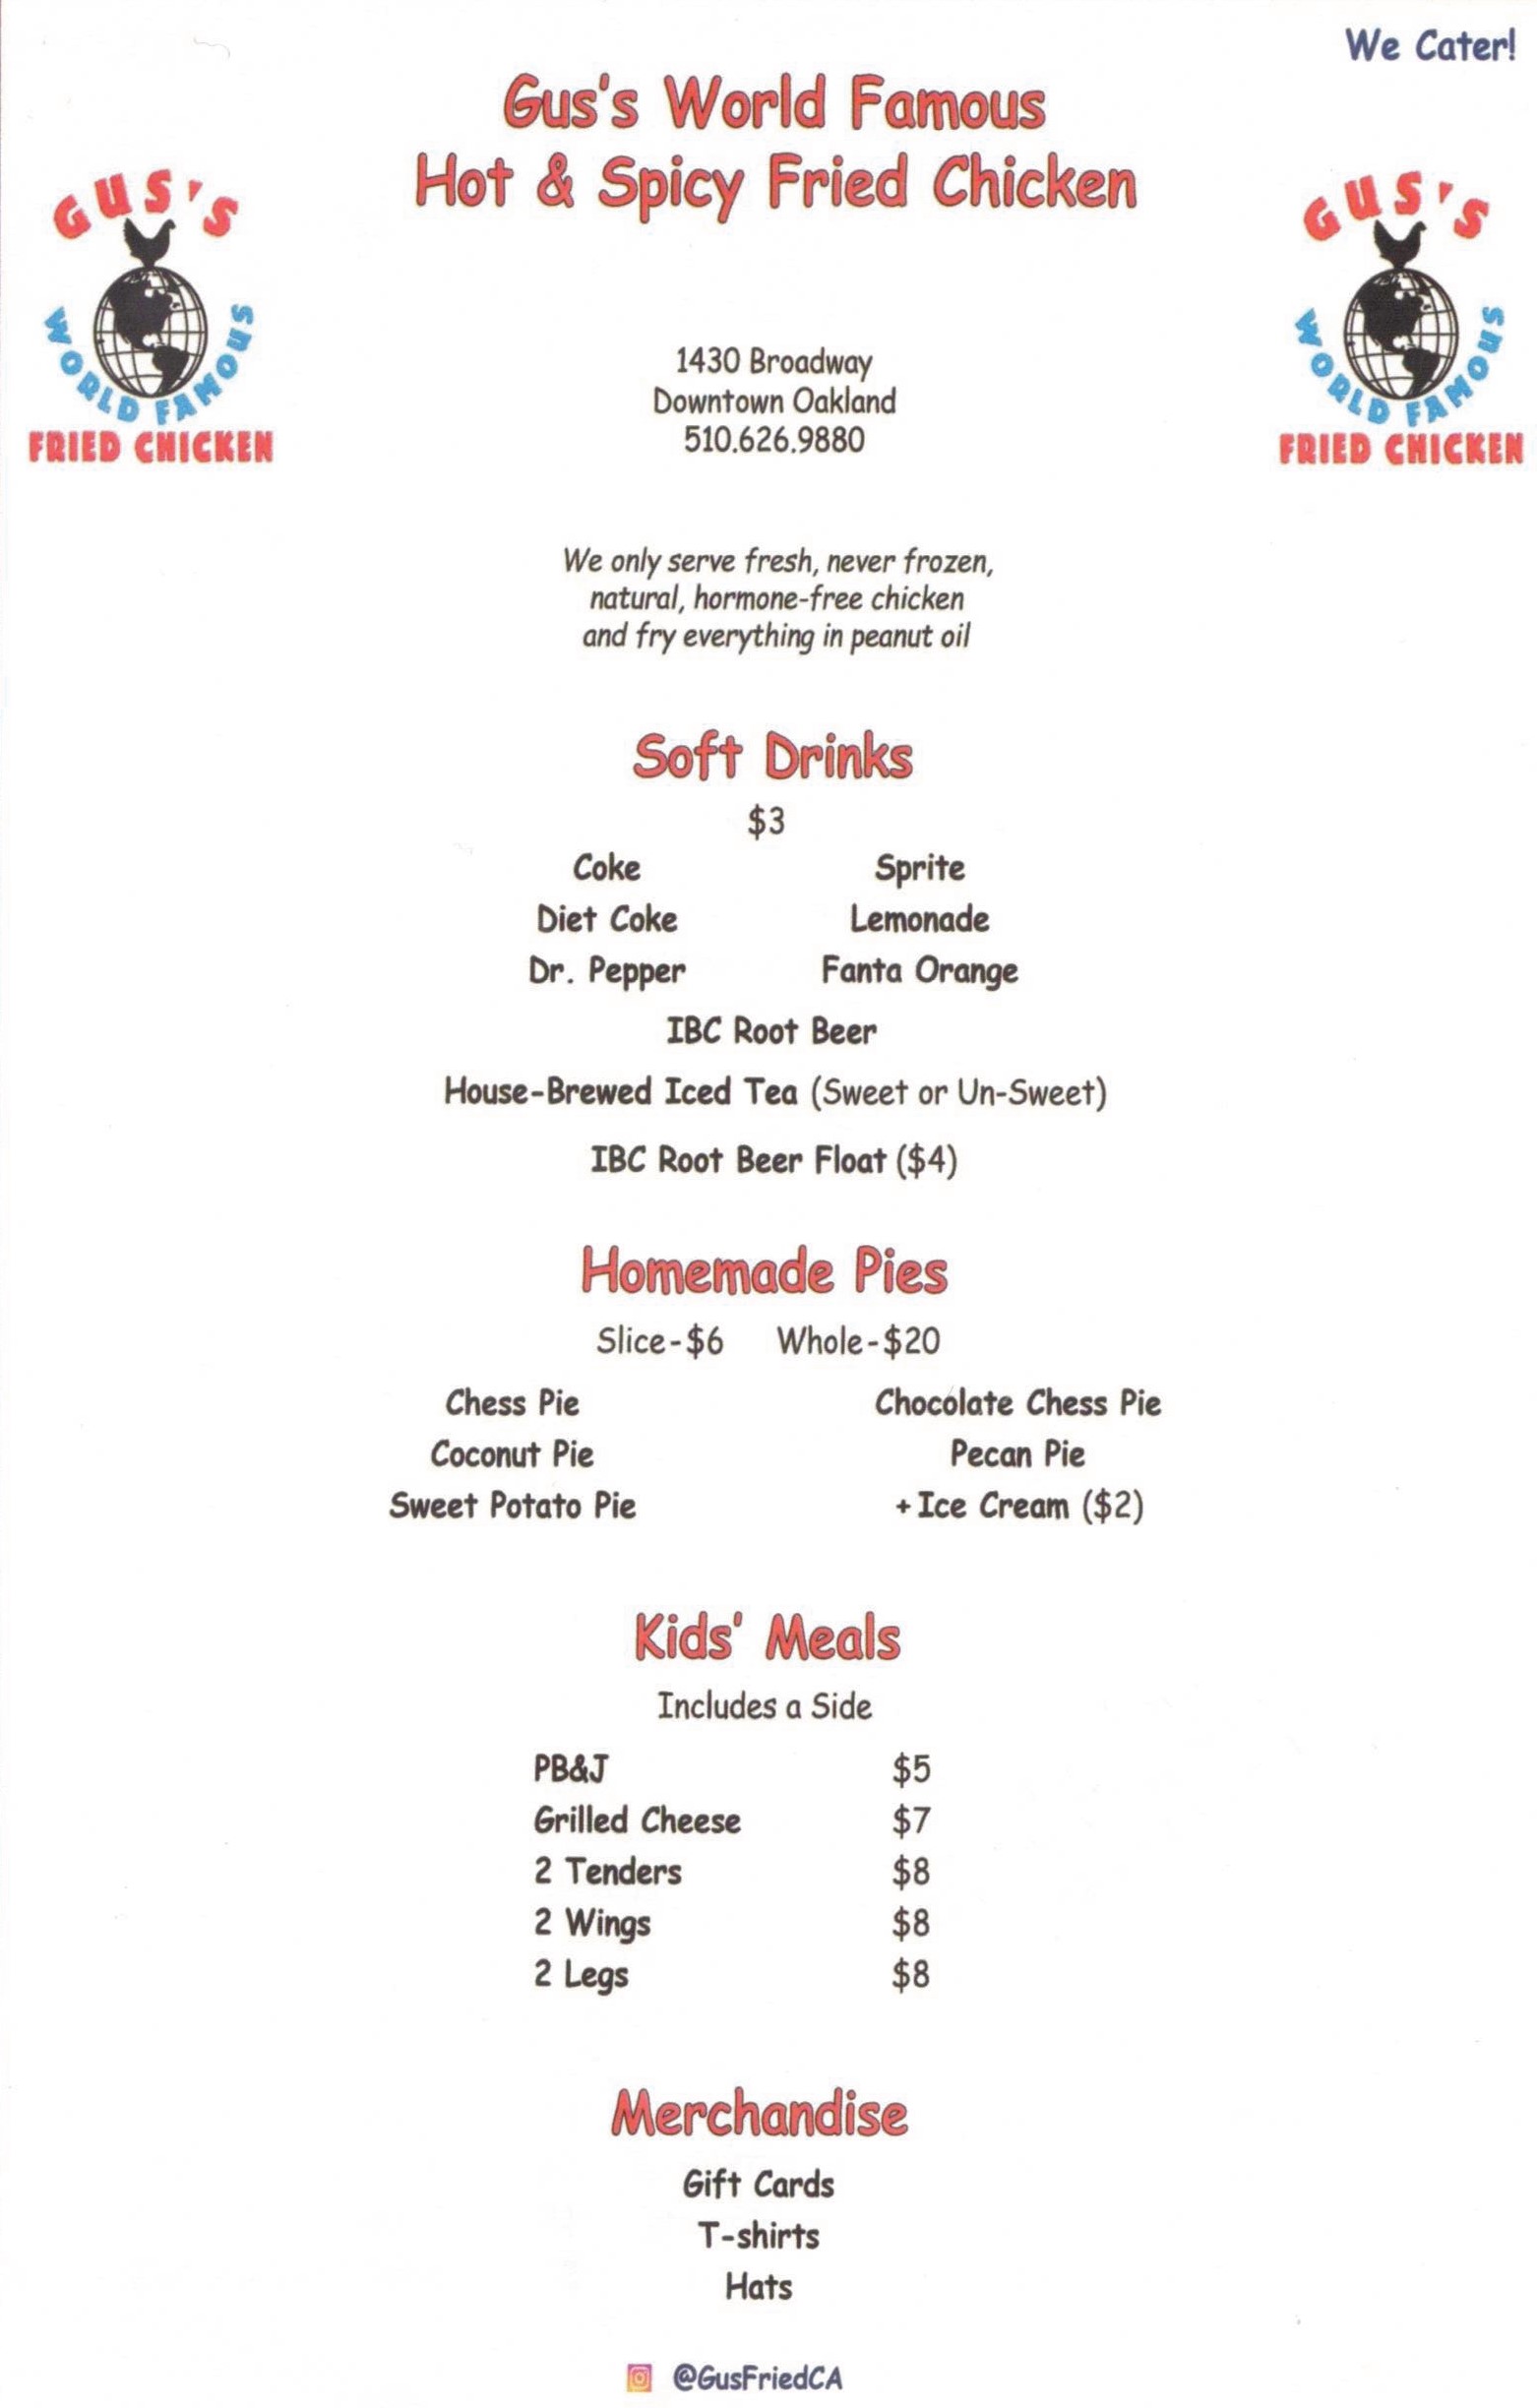 We Cater!
Gus's World Famous
Hot & Spicy Fried Chicken
GUS'S
WORLD FAMOUS
FRIED CHICKEN
GUS'S
WORLD FAMOUS
FRIED CHICKEN
1430 Broadway
Downtown Oakland
510.626.9880
We only serve fresh, never frozen,
natural, hormone-free chicken
and fry everything in peanut oil
Soft Drinks
$3
Coke Sprite
Diet Coke Lemonade
Dr. Pepper Fanta Orange
IBC Root Beer
House-Brewed Iced Tea (Sweet or Un-Sweet)
IBC Root Beer Float ($4)
Homemade Pies
Slice-$6 Whole-$20
Chess Pie Chocolate Chess Pie
Coconut Pie Pecan Pie
Sweet Potato Pie +Ice Cream ($2)
Kids' Meals
Includes a Side
PB&J $5
Grilled Cheese $7
2 Tenders $8
2 Wings $8
2 Legs $8
Merchandise
Gift Cards
T-shirts
Hats
@GusFriedCA